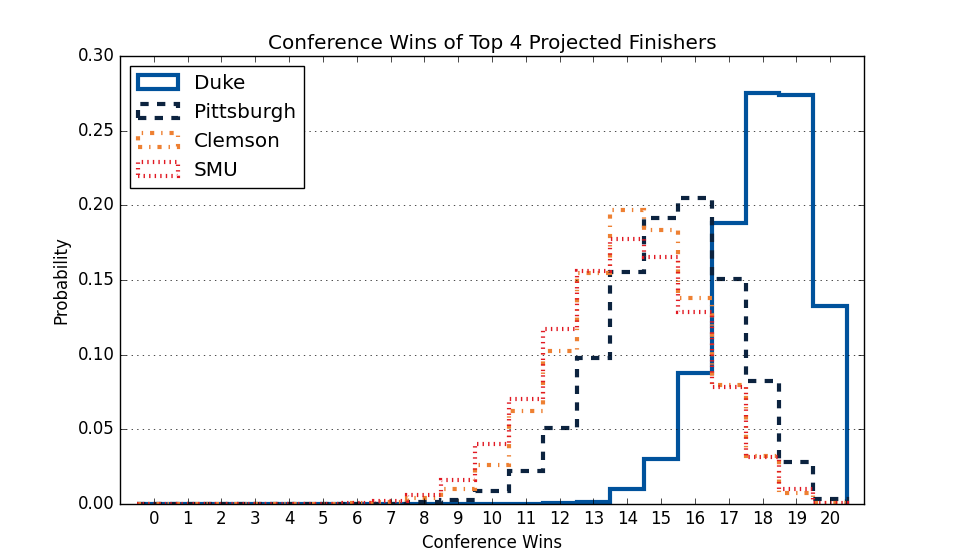 Conference Wins of Top 4 Projected Finishers
0.30
0.25
0.20
0.15
0.10
0.05
0.00
Probability
Duke
Pittsburgh
Clemson
SMU
0 1 2 3 4 5 6 7 8 9 10 11 12 13 14 15 16 17 18 19 20
Conference Wins